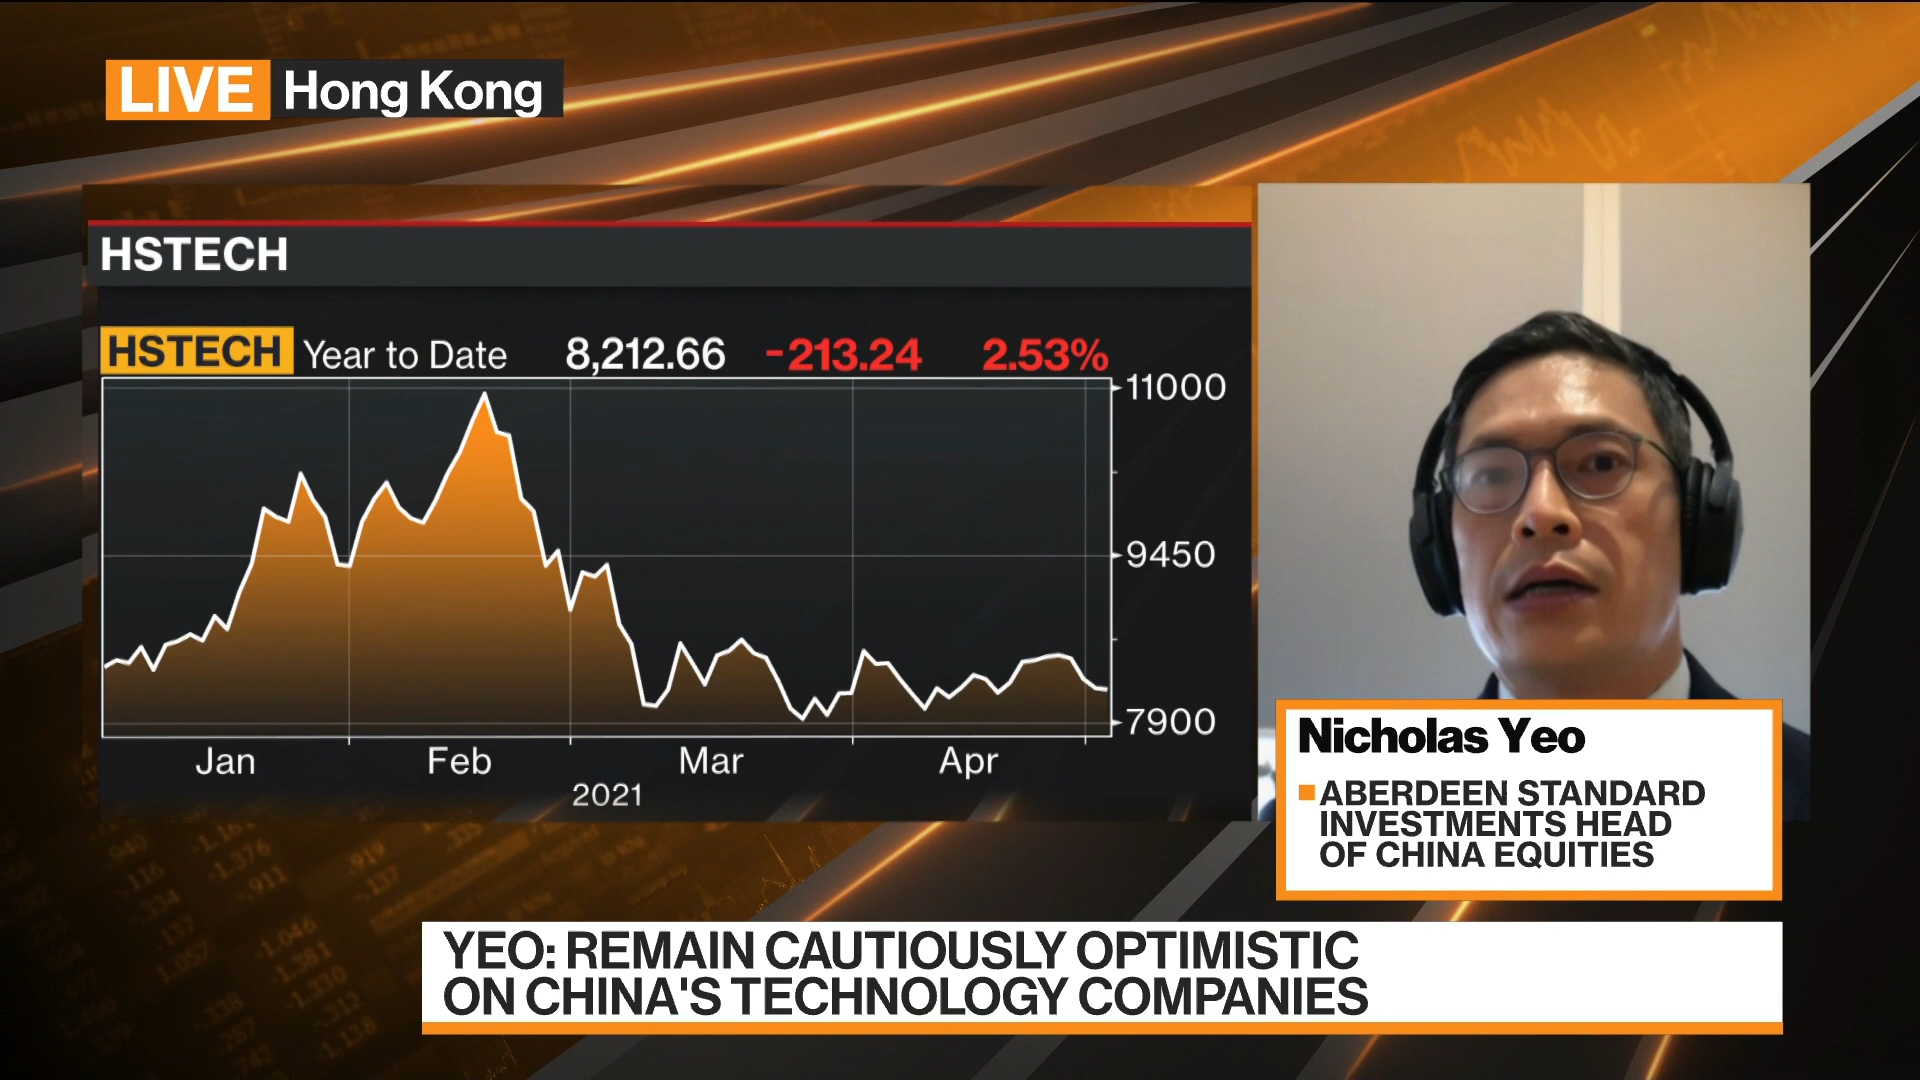 LIVE Hong Kong
HSTECH
HSTECH Year to Date 8,212.66 -213.24 2.53%
11000
9450
7900
Jan Feb Mar Apr
2021
Nicholas Yeo
ABERDEEN STANDARD
INVESTMENTS HEAD
OF CHINA EQUITIES
YEO: REMAIN CAUTIOUSLY OPTIMISTIC
ON CHINA'S TECHNOLOGY COMPANIES